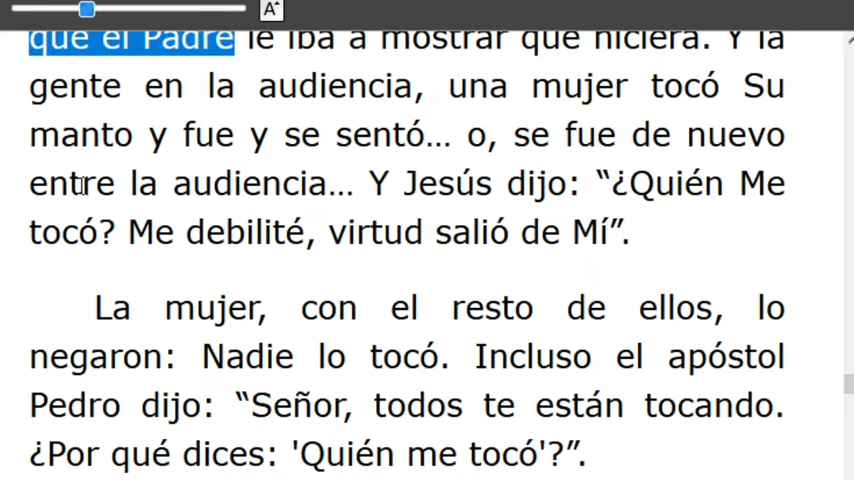 A
que el Padre le iba a mostrar que hiciera. Y la
gente en la audiencia, una mujer tocó Su
manto y fue y se sentó… o, se fue de nuevo
entre la audiencia… Y Jesús dijo: “¿Quién Me
tocó? Me debilité, virtud salió de Mí”.
La mujer, con el resto de ellos, lo
negaron: Nadie lo tocó. Incluso el apóstol
Pedro dijo: “Señor, todos te están tocando.
¿Por qué dices: 'Quién me tocó'?”.